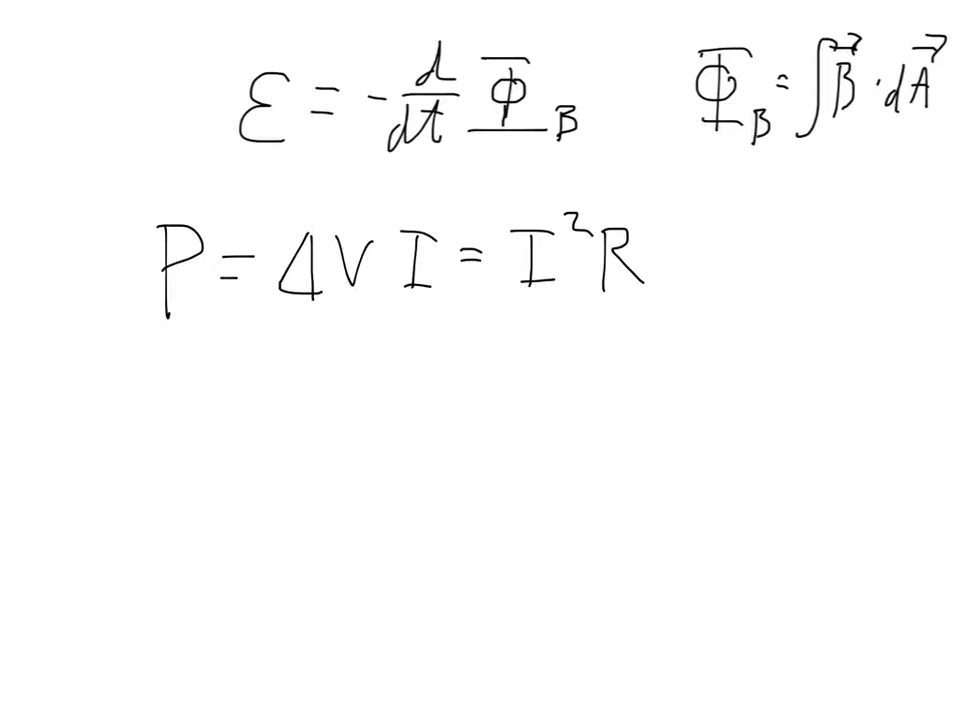 ℰ = -d/dt Φ_B    Φ_B = ∫B⃗ · dA⃗
P = ΔV I = I²R